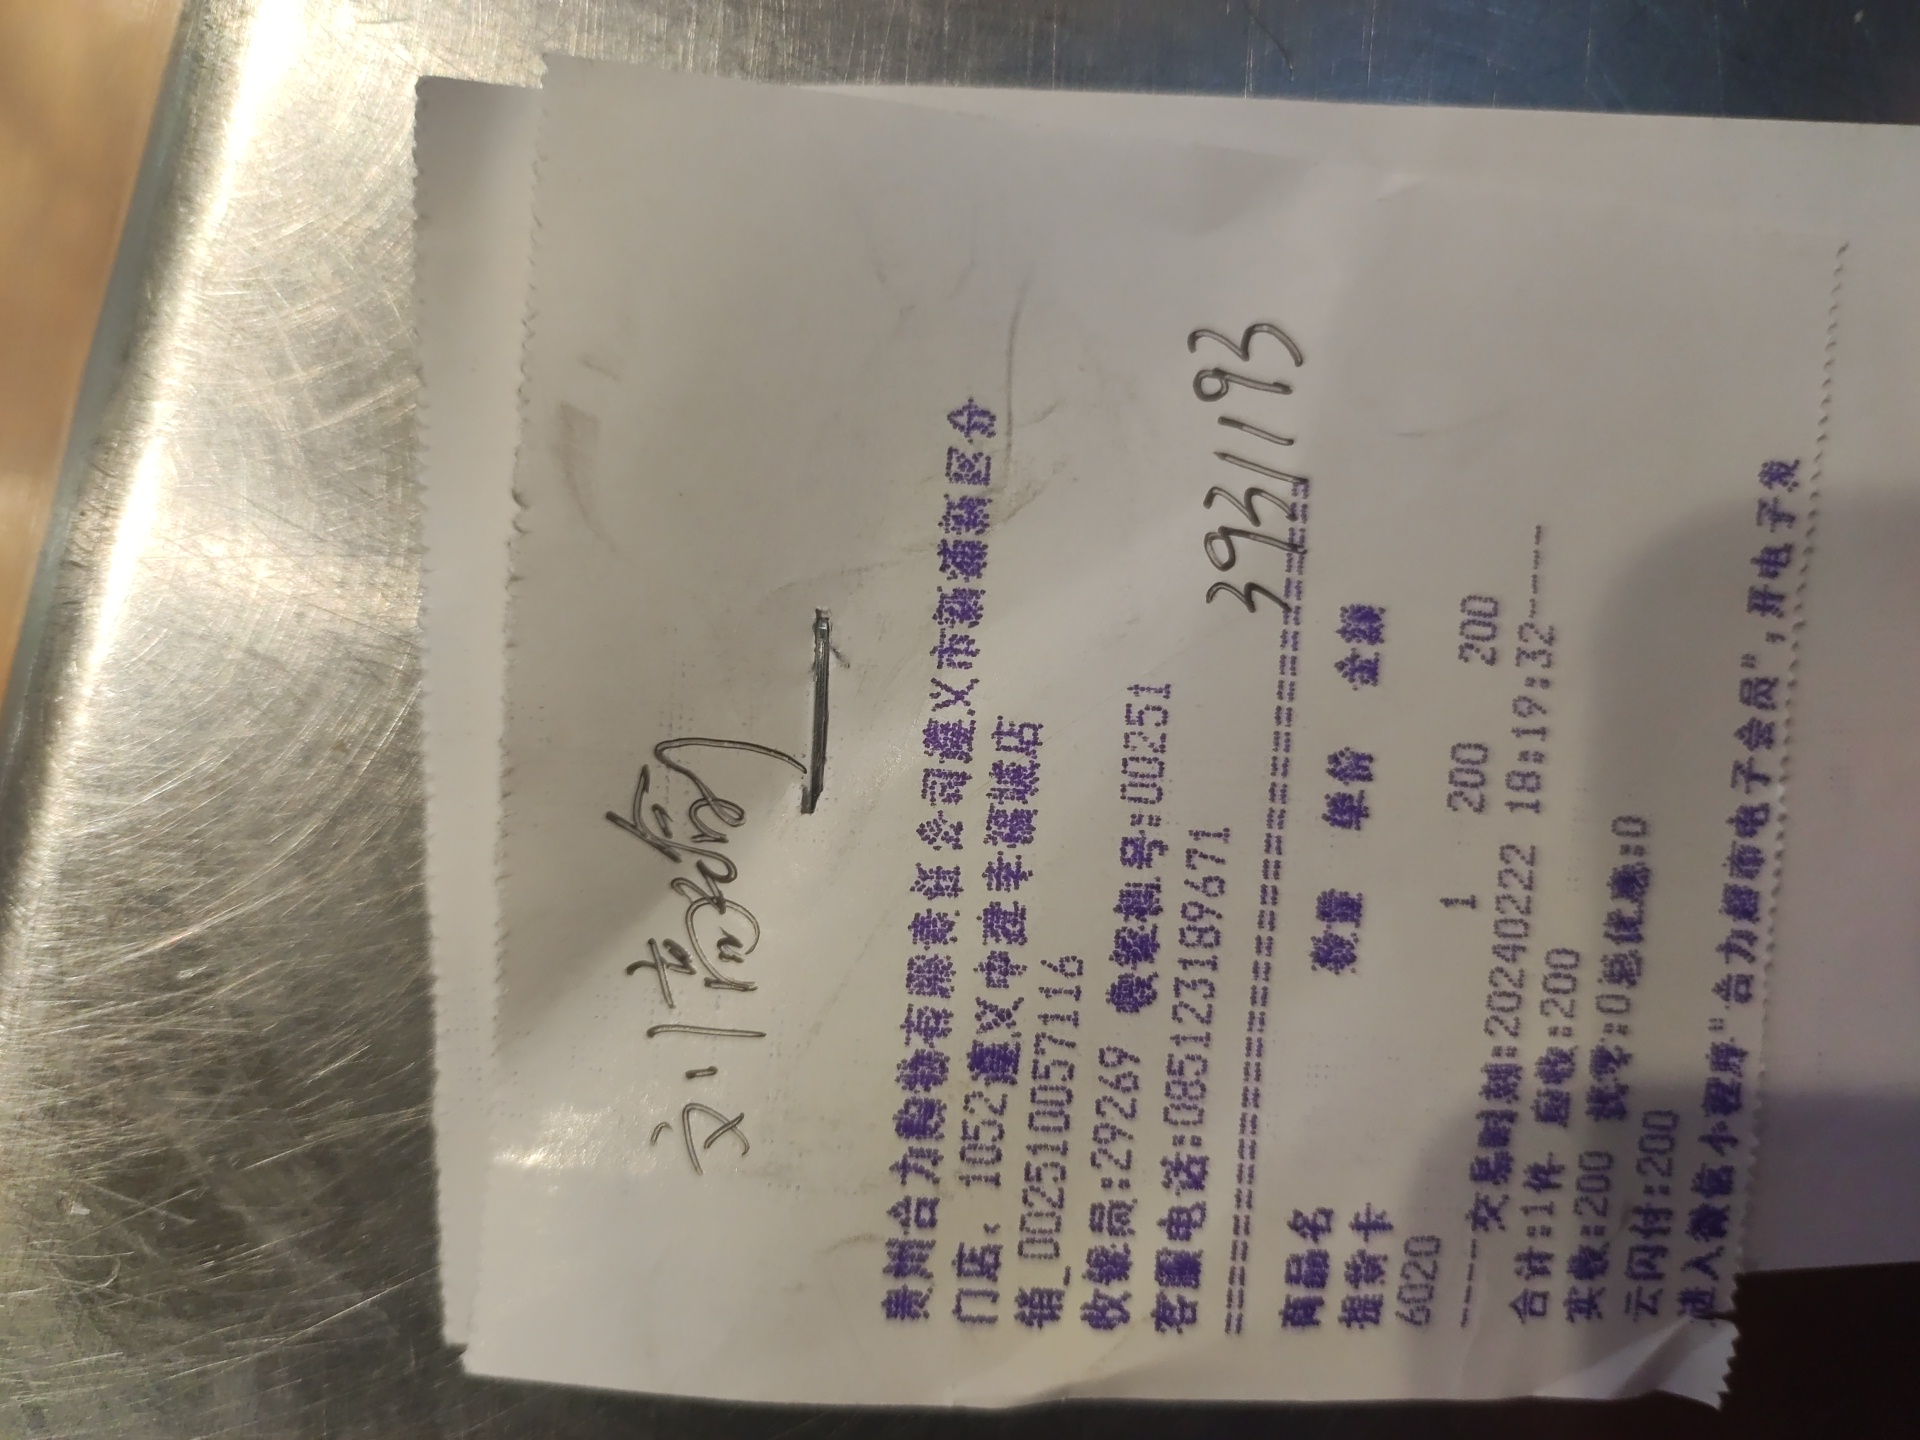 贵州合力购物有限责任公司遵义市新蒲新区分
门店: 1052遵义中建幸福城店
销_002510057116
收银员:29269 收银机号:00251
客服电话:085123189671
3931193
商品名 数量 单价 金额
提货卡
6020 1 200 200
----交易时刻:20240222 18:19:32----
合计:1件 应收:200
实收:200 找零:0总优惠:0
云闪付:200
进入微信小程序"合力超市电子会员",开电子发